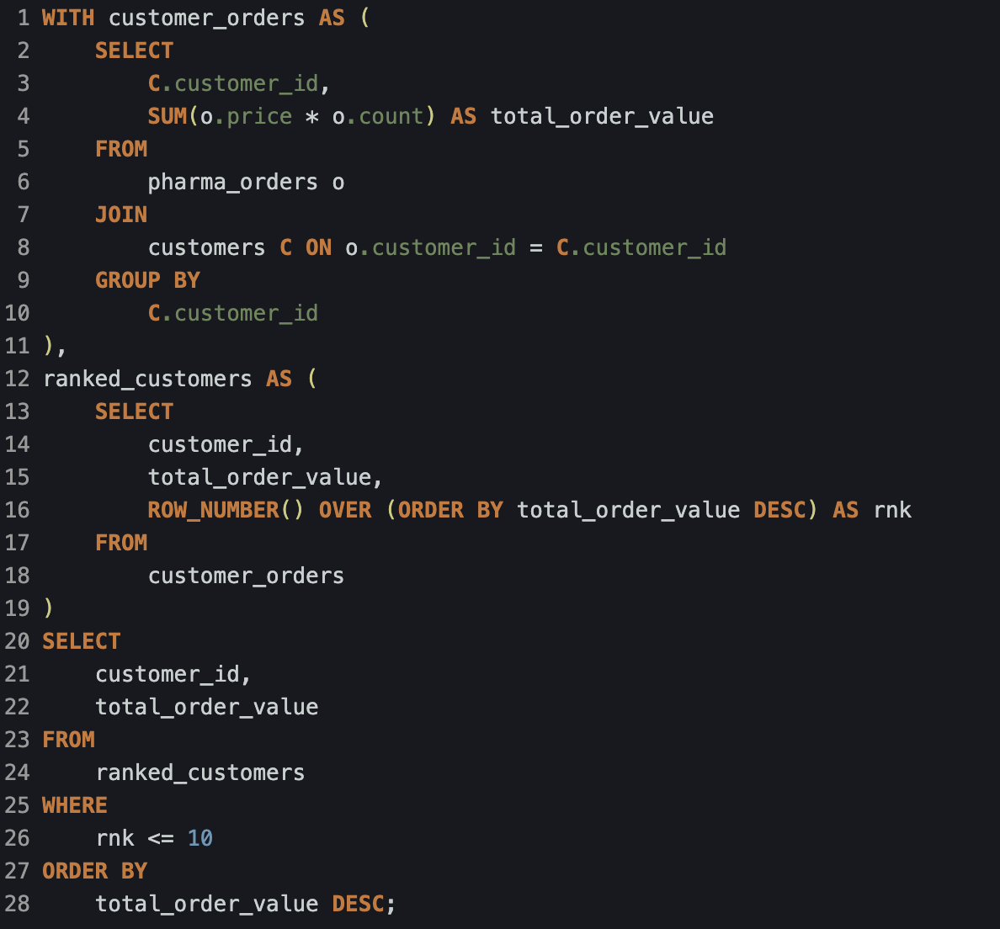 1 WITH customer_orders AS (
2     SELECT
3         C.customer_id,
4         SUM(o.price * o.count) AS total_order_value
5     FROM
6         pharma_orders o
7     JOIN
8         customers C ON o.customer_id = C.customer_id
9     GROUP BY
10         C.customer_id
11 ),
12 ranked_customers AS (
13     SELECT
14         customer_id,
15         total_order_value,
16         ROW_NUMBER() OVER (ORDER BY total_order_value DESC) AS rnk
17     FROM
18         customer_orders
19 )
20 SELECT
21     customer_id,
22     total_order_value
23 FROM
24     ranked_customers
25 WHERE
26     rnk <= 10
27 ORDER BY
28     total_order_value DESC;